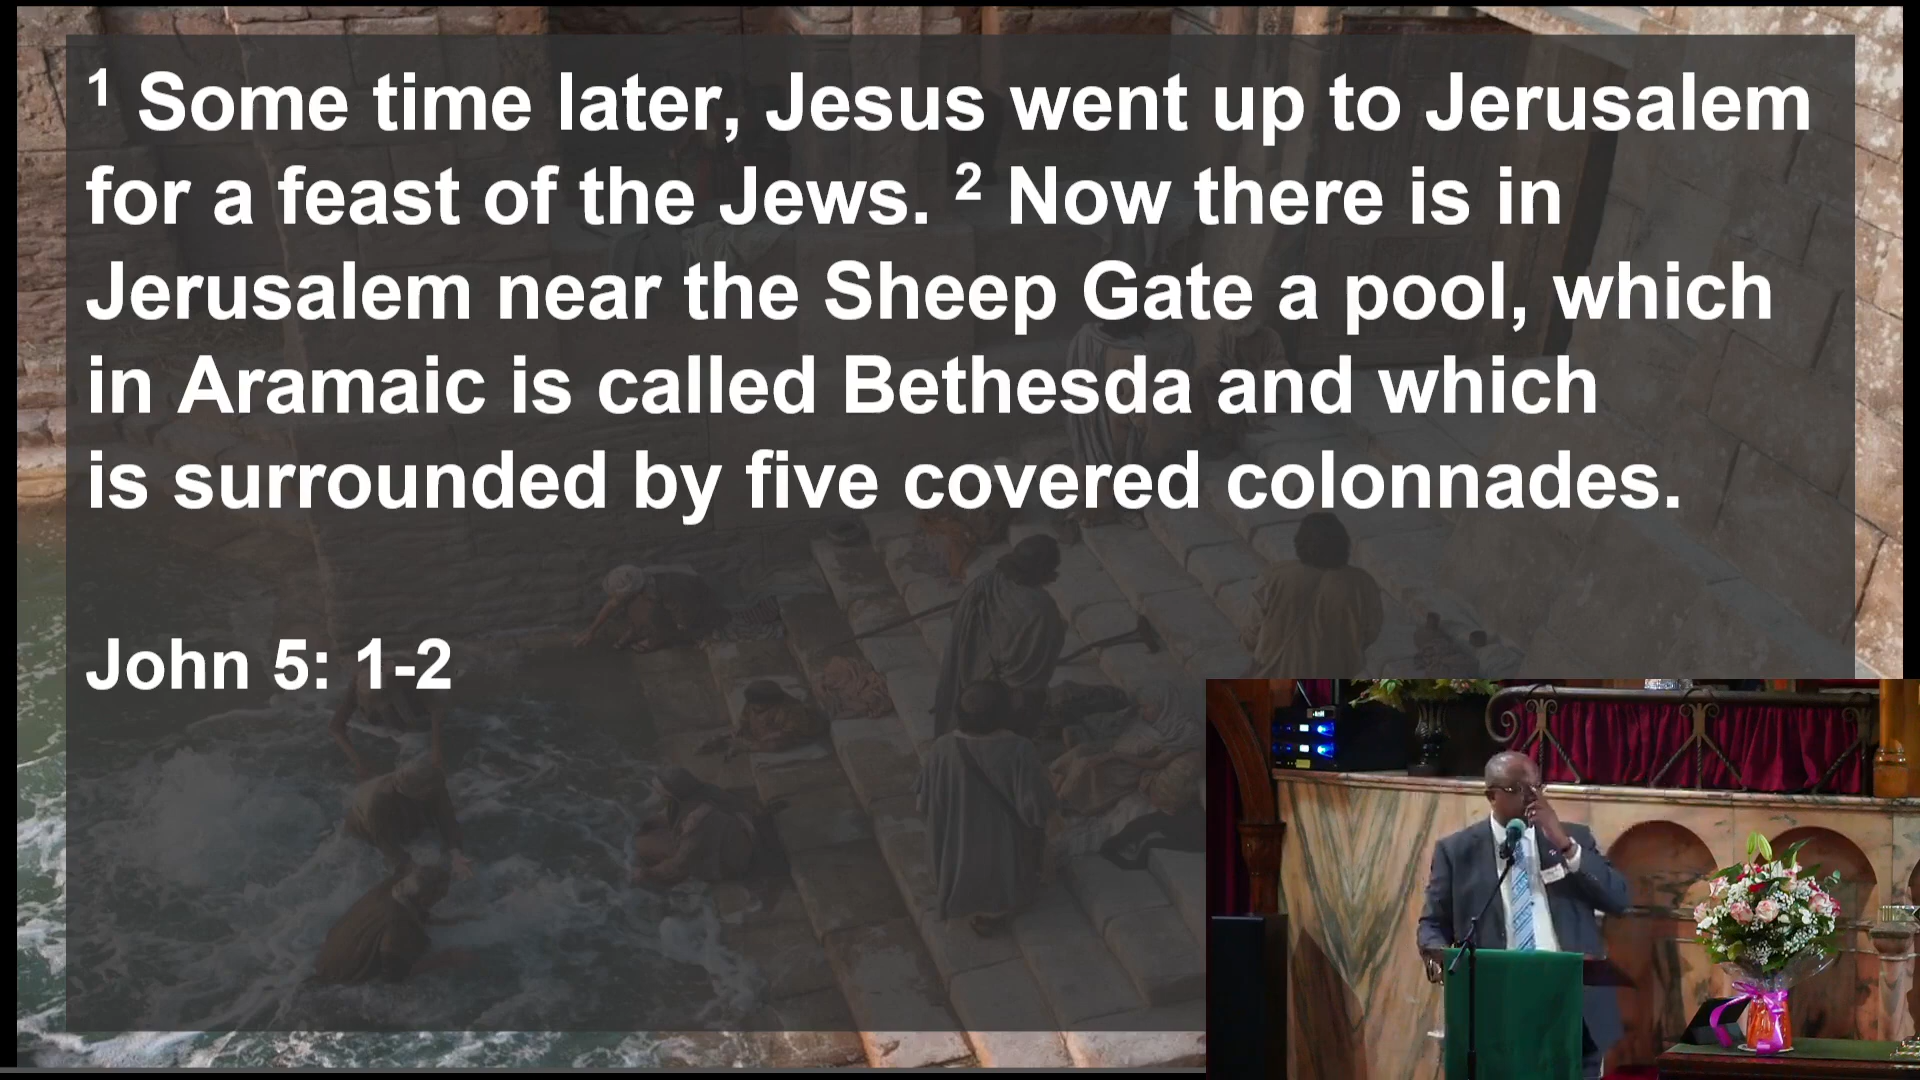 1 Some time later, Jesus went up to Jerusalem
for a feast of the Jews. 2 Now there is in
Jerusalem near the Sheep Gate a pool, which
in Aramaic is called Bethesda and which
is surrounded by five covered colonnades.
John 5: 1-2